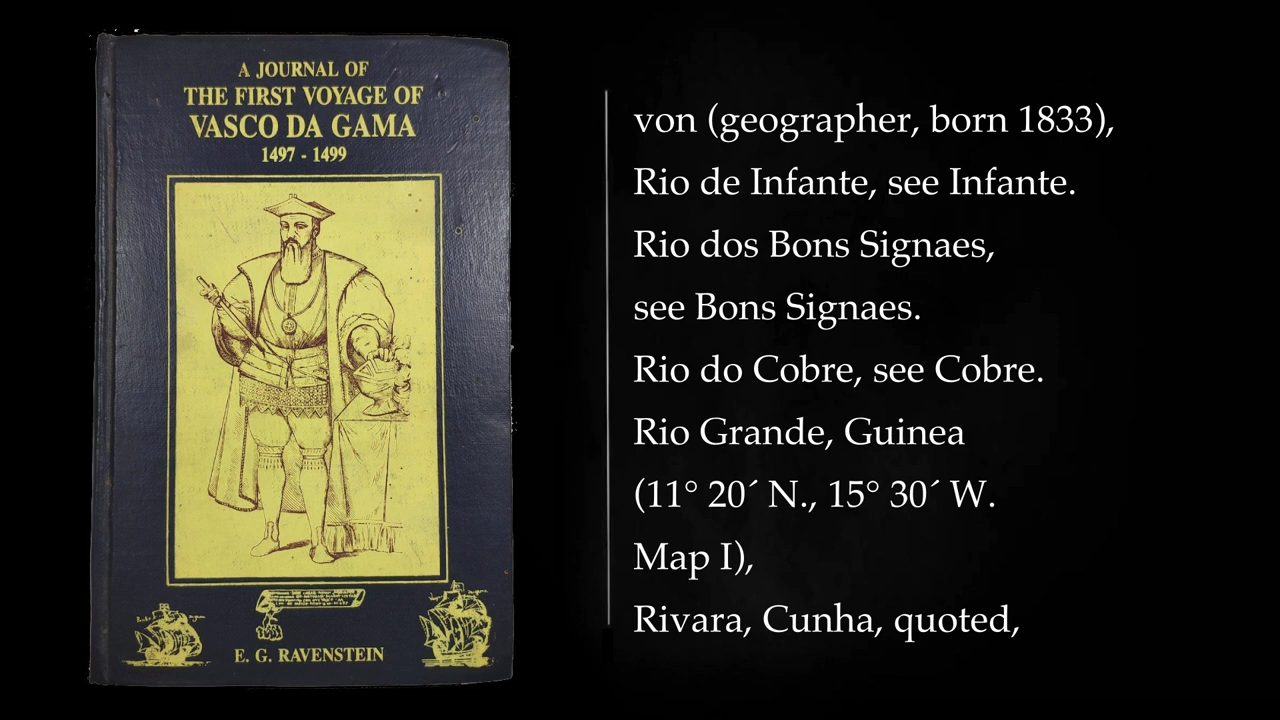 A JOURNAL OF
THE FIRST VOYAGE OF
VASCO DA GAMA
1497 - 1499
E. G. RAVENSTEIN
von (geographer, born 1833),
Rio de Infante, see Infante.
Rio dos Bons Signaes,
see Bons Signaes.
Rio do Cobre, see Cobre.
Rio Grande, Guinea
(11° 20´ N., 15° 30´ W.
Map I),
Rivara, Cunha, quoted,